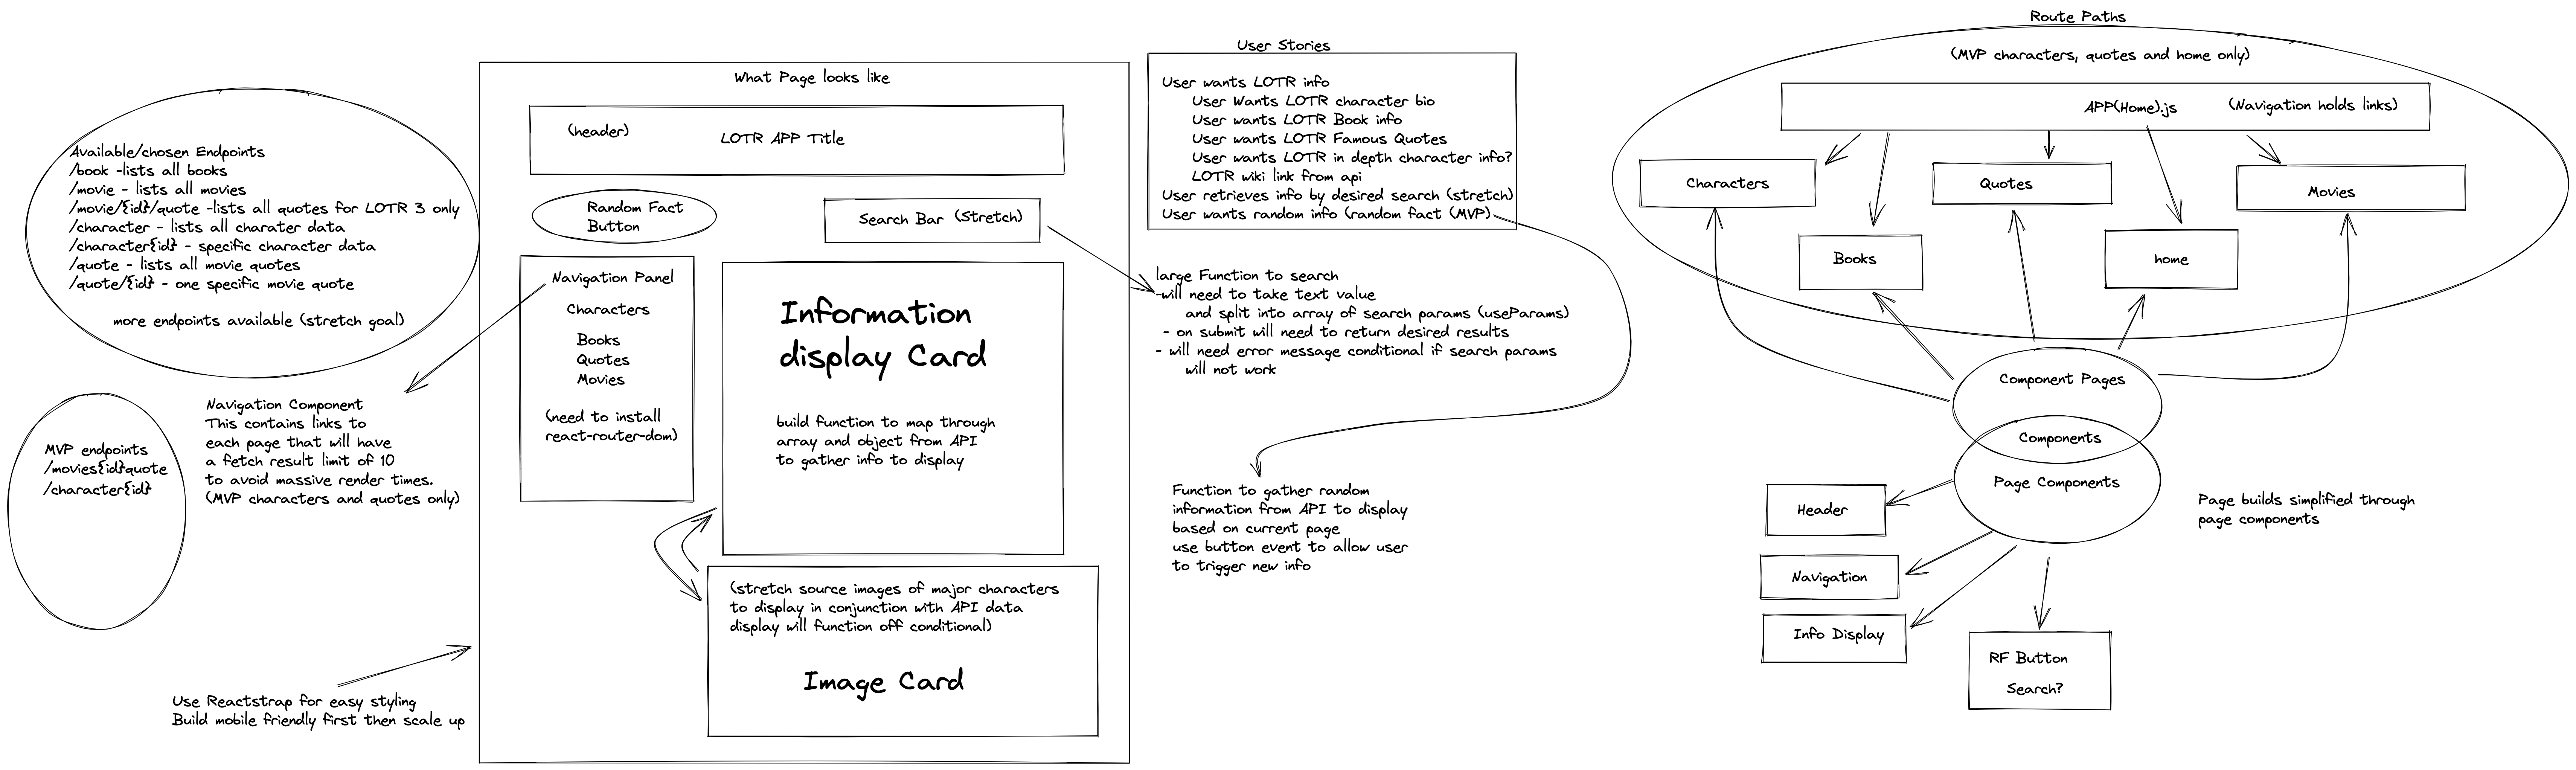 Available/chosen Endpoints
/book -lists all books
/movie - lists all movies
/movie/{id}/quote -lists all quotes for LOTR 3 only
/character - lists all charater data
/character{id} - specific character data
/quote - lists all movie quotes
/quote/{id} - one specific movie quote
more endpoints available (stretch goal)
MVP endpoints
/movies{id}quote
/character{id}
Navigation Component
This contains links to
each page that will have
a fetch result limit of 10
to avoid massive render times.
(MVP characters and quotes only)
Use Reactstrap for easy styling
Build mobile friendly first then scale up
What Page looks like
(header)
LOTR APP Title
Random Fact
Button
Search Bar (Stretch)
Navigation Panel
Characters
Books
Quotes
Movies
(need to install
react-router-dom)
Information
display Card
build function to map through
array and object from API
to gather info to display
(stretch source images of major characters
to display in conjunction with API data
display will function off conditional)
Image Card
User Stories
User wants LOTR info
User Wants LOTR character bio
User wants LOTR Book info
User wants LOTR Famous Quotes
User wants LOTR in depth character info?
LOTR wiki link from api
User retrieves info by desired search (stretch)
User wants random info (random fact (MVP)
large Function to search
-will need to take text value
and split into array of search params (useParams)
- on submit will need to return desired results
- will need error message conditional if search params
will not work
Function to gather random
information from API to display
based on current page
use button event to allow user
to trigger new info
Route Paths
(MVP characters, quotes and home only)
APP(Home).js
(Navigation holds links)
Characters
Quotes
Movies
Books
home
Component Pages
Components
Page Components
Header
Navigation
Info Display
RF Button
Search?
Page builds simplified through
page components